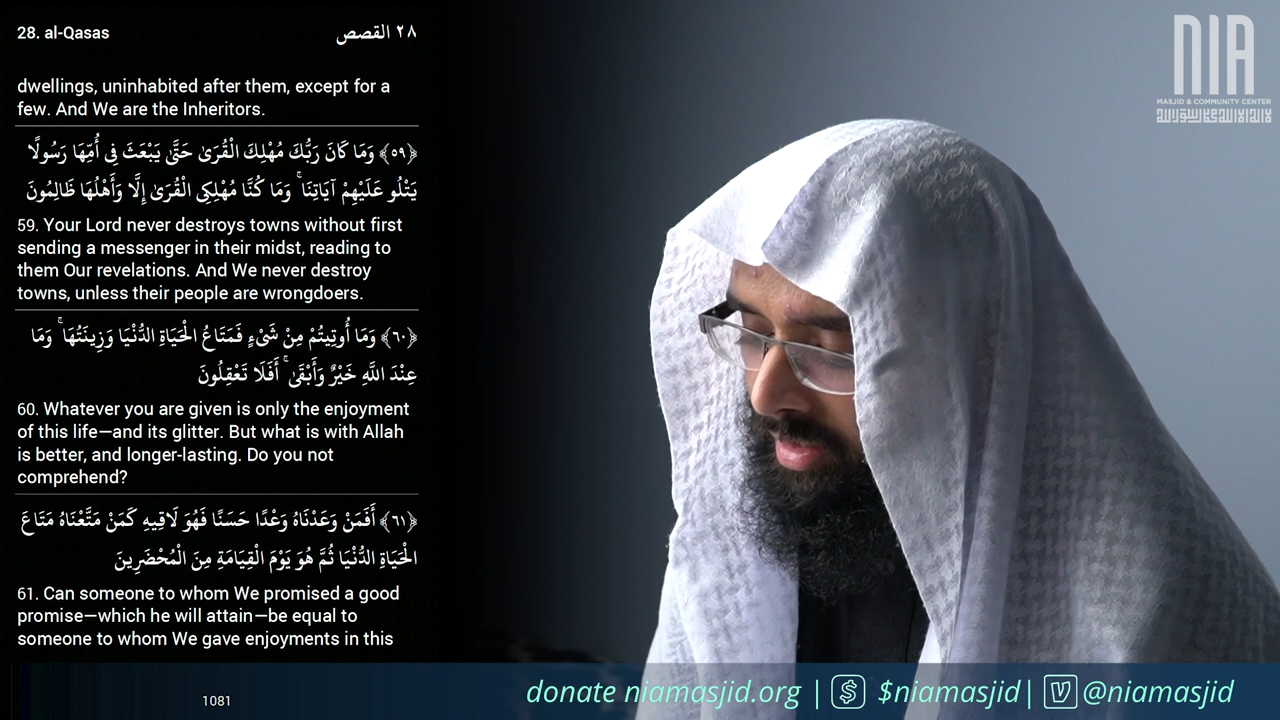 28. al-Qasas
٢٨ القصص
dwellings, uninhabited after them, except for a
few. And We are the Inheritors.
﴿٥٩﴾ وَمَا كَانَ رَبُّكَ مُهْلِكَ الْقُرَىٰ حَتَّىٰ يَبْعَثَ فِي أُمِّهَا رَسُولًا
يَتْلُو عَلَيْهِمْ آيَاتِنَا ۚ وَمَا كُنَّا مُهْلِكِي الْقُرَىٰ إِلَّا وَأَهْلُهَا ظَالِمُونَ
59. Your Lord never destroys towns without first
sending a messenger in their midst, reading to
them Our revelations. And We never destroy
towns, unless their people are wrongdoers.
﴿٦٠﴾ وَمَا أُوتِيتُمْ مِنْ شَيْءٍ فَمَتَاعُ الْحَيَاةِ الدُّنْيَا وَزِينَتُهَا ۚ وَمَا
عِنْدَ اللَّهِ خَيْرٌ وَأَبْقَىٰ ۚ أَفَلَا تَعْقِلُونَ
60. Whatever you are given is only the enjoyment
of this life—and its glitter. But what is with Allah
is better, and longer-lasting. Do you not
comprehend?
﴿٦١﴾ أَفَمَنْ وَعَدْنَاهُ وَعْدًا حَسَنًا فَهُوَ لَاقِيهِ كَمَنْ مَتَّعْنَاهُ مَتَاعَ
الْحَيَاةِ الدُّنْيَا ثُمَّ هُوَ يَوْمَ الْقِيَامَةِ مِنَ الْمُحْضَرِينَ
61. Can someone to whom We promised a good
promise—which he will attain—be equal to
someone to whom We gave enjoyments in this
1081
NIA
MASJID & COMMUNITY CENTER
لا إله إلا الله محمد رسول الله
donate niamasjid.org | $ $niamasjid | V @niamasjid